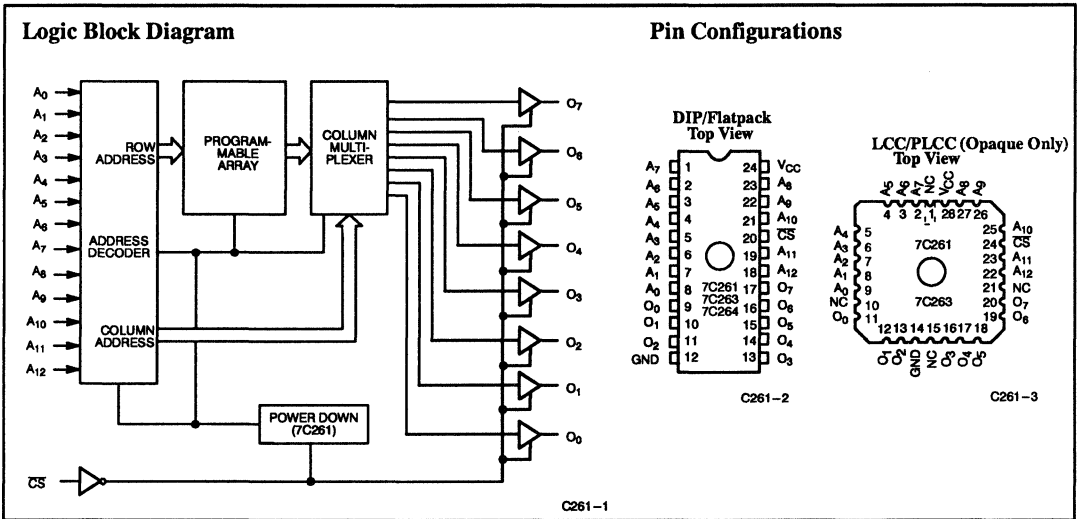 Logic Block Diagram
A0
A1
A2
A3
A4
A5
A6
A7
A8
A9
A10
A11
A12
ROW
ADDRESS
ADDRESS
DECODER
COLUMN
ADDRESS
PROGRAM-
MABLE
ARRAY
COLUMN
MULTI-
PLEXER
POWER DOWN
(7C261)
O7
O6
O5
O4
O3
O2
O1
O0
C̅S̅
C261–1
Pin Configurations
DIP/Flatpack
Top View
A7 1 24 VCC
A6 2 23 A8
A5 3 22 A9
A4 4 21 A10
A3 5 20 C̅S̅
A2 6 19 A11
A1 7 18 A12
A0 8 17 O7
O0 9 16 O6
O1 10 15 O5
O2 11 14 O4
GND 12 13 O3
7C261
7C263
7C264
C261–2
LCC/PLCC (Opaque Only)
Top View
A5 A6 A7 NC VCC A8 A9
4 3 2 1 28 27 26
A4 5 25 A10
A3 6 24 C̅S̅
A2 7 23 A11
A1 8 22 A12
A0 9 21 NC
NC 10 20 O7
O0 11 19 O6
7C261
7C263
12 13 14 15 16 17 18
O1 O2 GND NC O3 O4 O5
C261–3